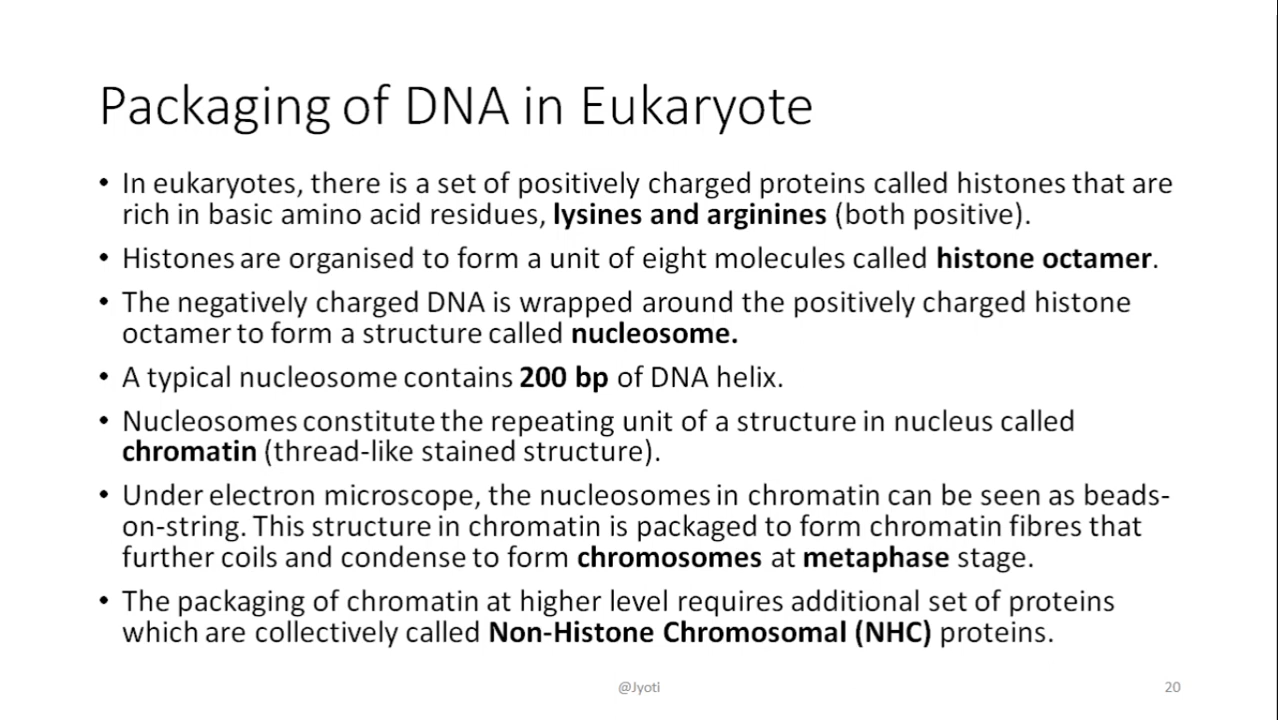 Packaging of DNA in Eukaryote
• In eukaryotes, there is a set of positively charged proteins called histones that are
rich in basic amino acid residues, lysines and arginines (both positive).
• Histones are organised to form a unit of eight molecules called histone octamer.
• The negatively charged DNA is wrapped around the positively charged histone
octamer to form a structure called nucleosome.
• A typical nucleosome contains 200 bp of DNA helix.
• Nucleosomes constitute the repeating unit of a structure in nucleus called
chromatin (thread-like stained structure).
• Under electron microscope, the nucleosomes in chromatin can be seen as beads-
on-string. This structure in chromatin is packaged to form chromatin fibres that
further coils and condense to form chromosomes at metaphase stage.
• The packaging of chromatin at higher level requires additional set of proteins
which are collectively called Non-Histone Chromosomal (NHC) proteins.
@Jyoti
20